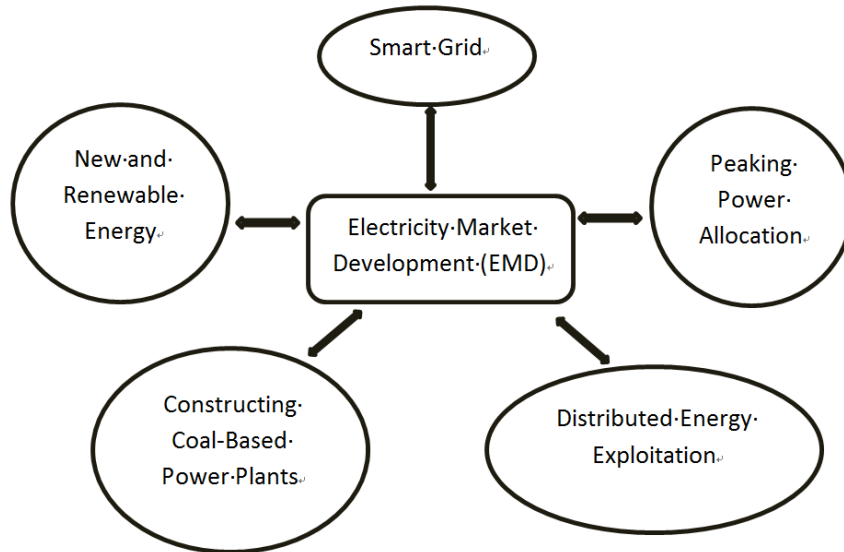 Smart·Grid
New·and·
Renewable·
Energy
Peaking·
Power·
Allocation
Electricity·Market·
Development·(EMD)
Constructing·
Coal-Based·
Power·Plants
Distributed·Energy·
Exploitation